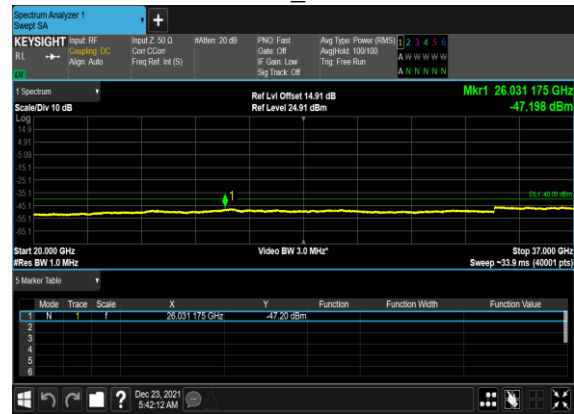 Spectrum Analyzer 1
Swept SA
KEYSIGHT
RL
Input: RF
Coupling: DC
Align: Auto
Input Z: 50 Ω
Corr CCorr
Freq Ref: Int (S)
#Atten: 20 dB
PNO: Fast
Gate: Off
IF Gain: Low
Sig Track: Off
Avg Type: Power (RMS)
Avg|Hold: 100/100
Trig: Free Run
1 2 3 4 5 6
A W W W W W
A N N N N N
1 Spectrum
Scale/Div 10 dB
Ref Lvl Offset 14.91 dB
Ref Level 24.91 dBm
Mkr1 26.031 175 GHz
-47.198 dBm
Log
14.9
4.91
-5.09
-15.1
-25.1
-35.1
-45.1
-55.1
-65.1
1
DL1 -40.00 dBm
Start 20.000 GHz
#Res BW 1.0 MHz
Video BW 3.0 MHz*
Stop 37.000 GHz
Sweep ~33.9 ms (40001 pts)
5 Marker Table
Mode Trace Scale X Y Function Function Width Function Value
1 N 1 f 26.031 175 GHz -47.20 dBm
2
3
4
5
6
?
Dec 23, 2021
5:42:12 AM